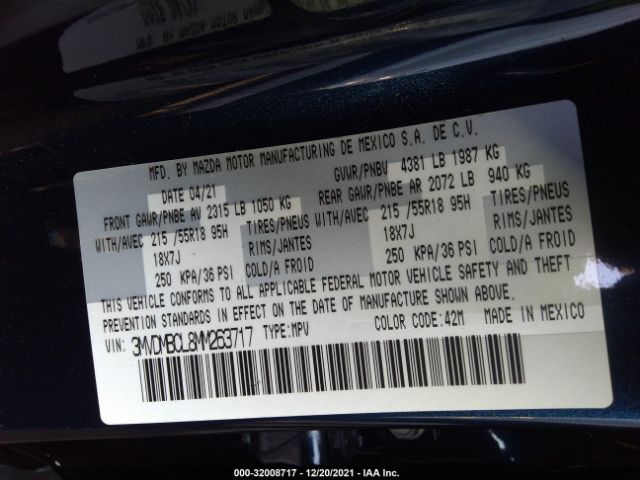 MFD. BY MAZDA MOTOR MANUFACTURING DE MEXICO S.A. DE C.V.
DATE 04/21 GVWR/PNBV 4381 LB 1987 KG
FRONT GAWR/PNBE AV 2315 LB 1050 KG REAR GAWR/PNBE AR 2072 LB 940 KG
WITH/AVEC 215 /55R18 95H TIRES/PNEUS WITH/AVEC 215 /55R18 95H TIRES/PNEUS
18X7J RIMS/JANTES 18X7J RIMS/JANTES
250 KPA/36 PSI COLD/A FROID 250 KPA/36 PSI COLD/A FROID
THIS VEHICLE CONFORMS TO ALL APPLICABLE FEDERAL MOTOR VEHICLE SAFETY AND THEFT
PREVENTION STANDARDS IN EFFECT ON THE DATE OF MANUFACTURE SHOWN ABOVE.
VIN: 3MVDMBCL8MM263717 TYPE:MPV COLOR CODE:42M MADE IN MEXICO
000-32008717 - 12/20/2021 - IAA Inc.